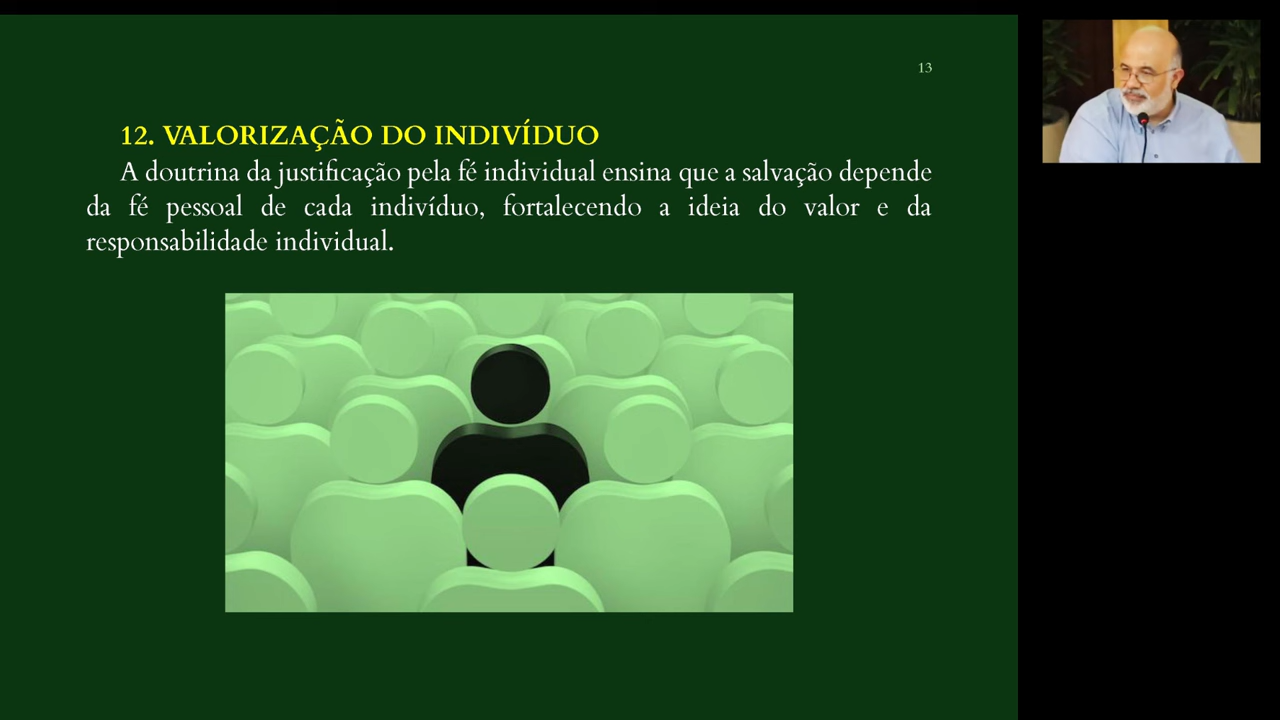 13
12. VALORIZAÇÃO DO INDIVÍDUO
A doutrina da justificação pela fé individual ensina que a salvação depende
da fé pessoal de cada indivíduo, fortalecendo a ideia do valor e da
responsabilidade individual.